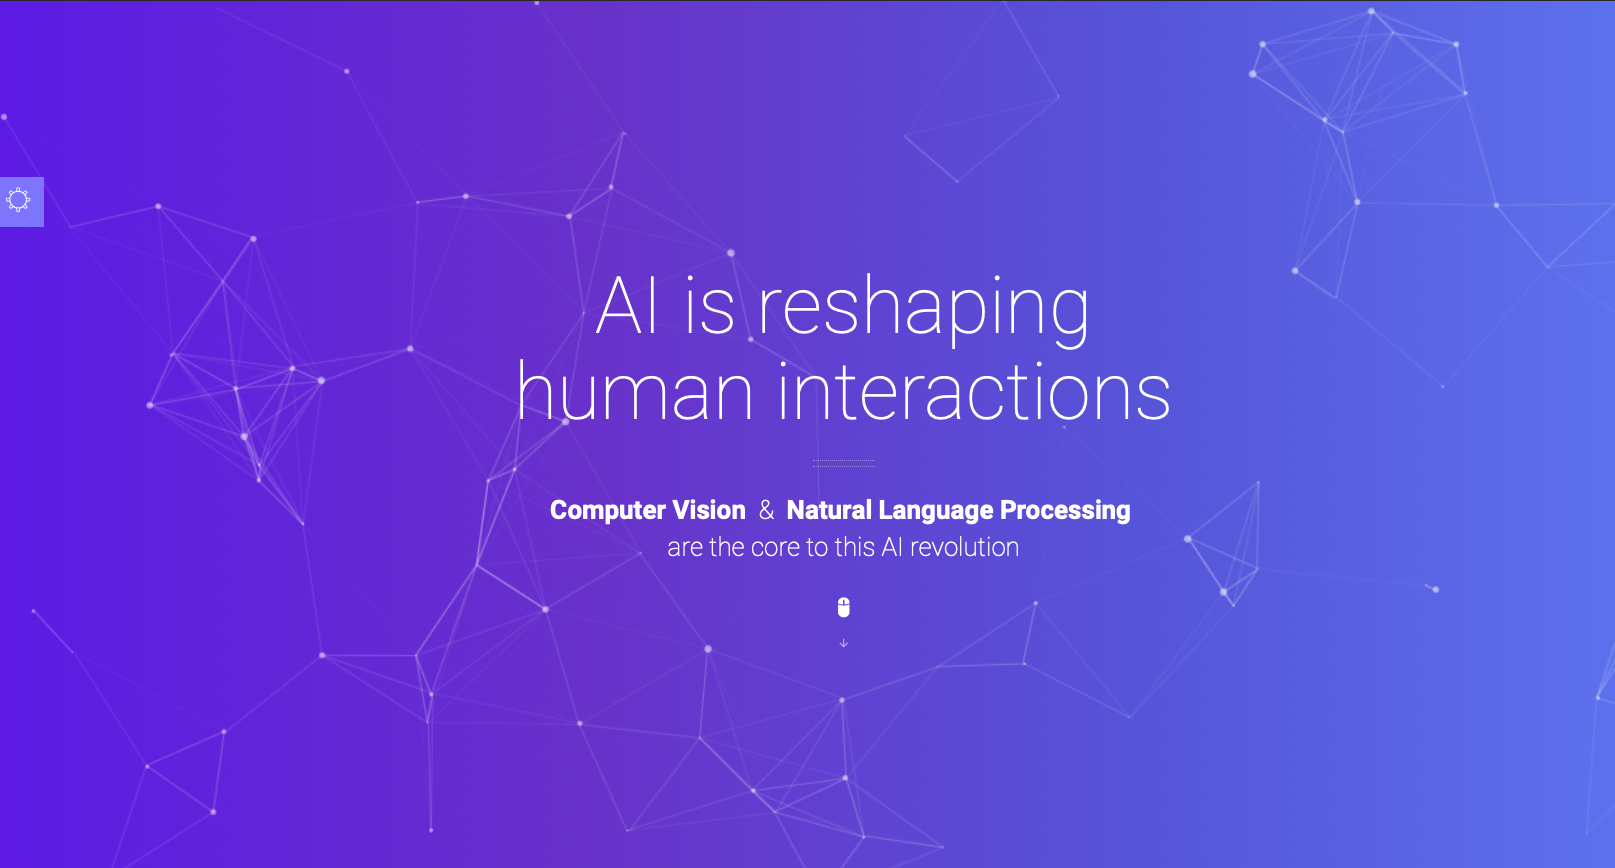 AI is reshaping
human interactions
Computer Vision & Natural Language Processing
are the core to this AI revolution